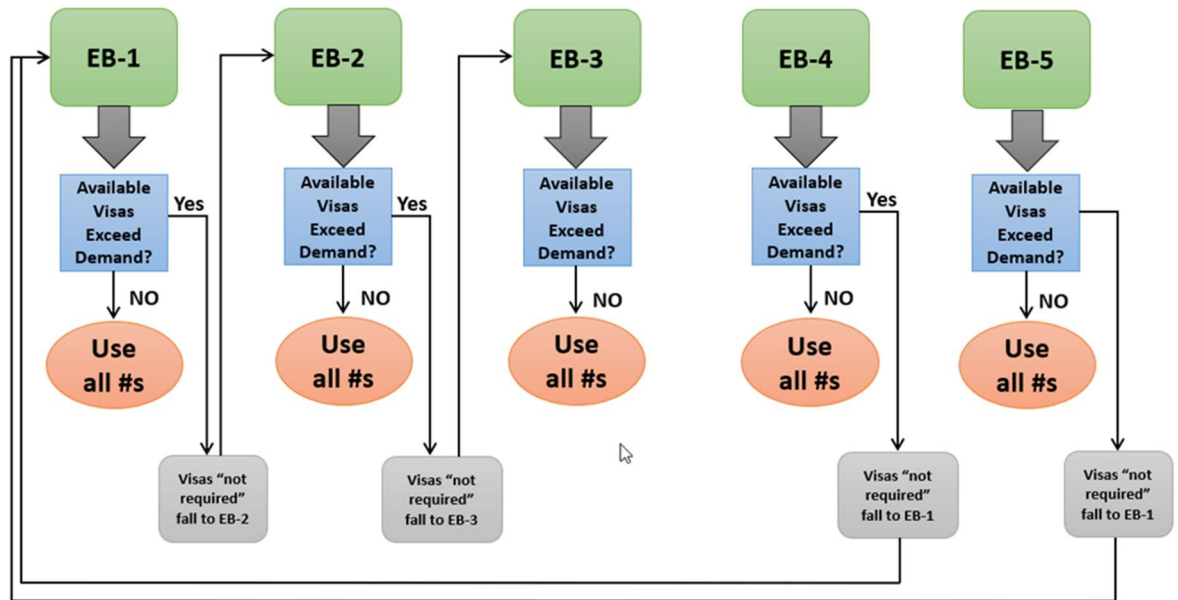 EB-1
EB-2
EB-3
EB-4
EB-5
Available
Visas
Exceed
Demand?
Yes
Available
Visas
Exceed
Demand?
Yes
Available
Visas
Exceed
Demand?
Available
Visas
Exceed
Demand?
Yes
Available
Visas
Exceed
Demand?
NO
NO
NO
NO
NO
Use
all #s
Use
all #s
Use
all #s
Use
all #s
Use
all #s
Visas “not
required”
fall to EB-2
Visas “not
required”
fall to EB-3
Visas “not
required”
fall to EB-1
Visas “not
required”
fall to EB-1